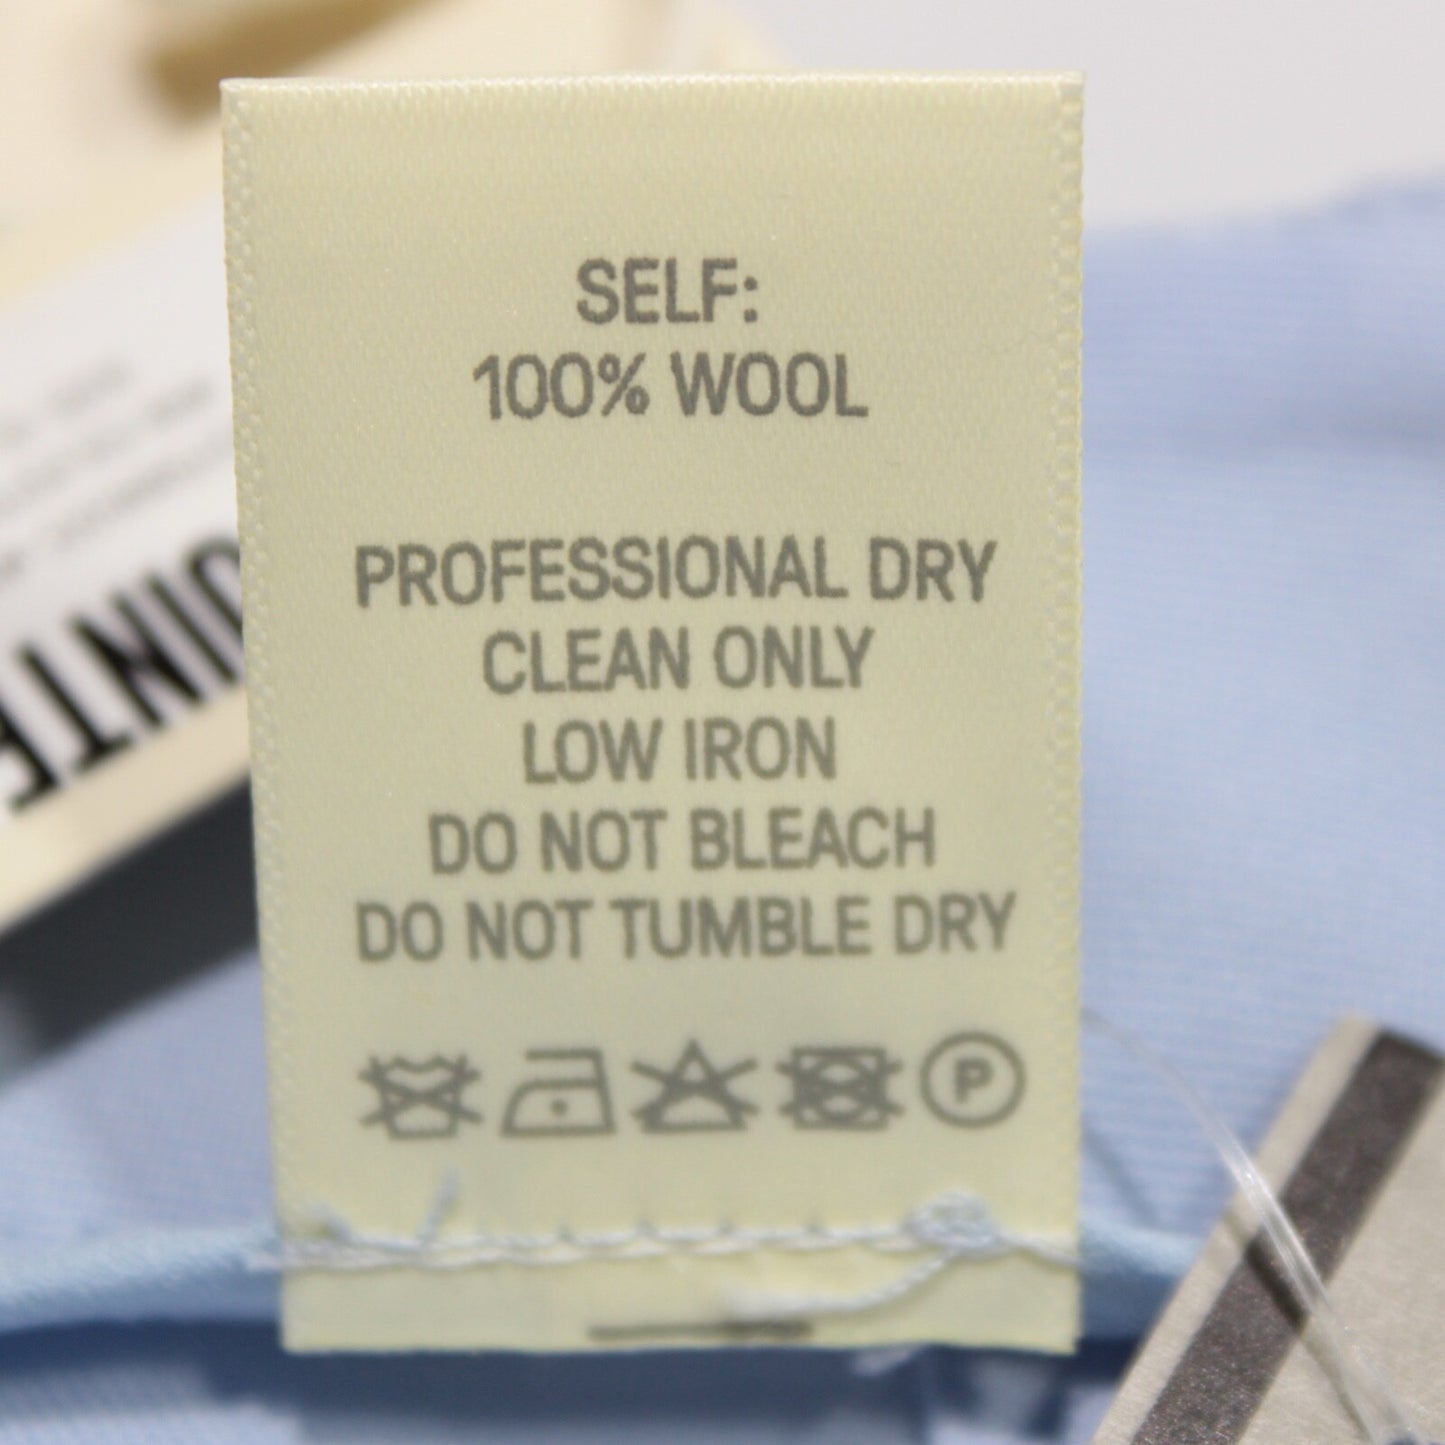 SELF:
100% WOOL
PROFESSIONAL DRY
CLEAN ONLY
LOW IRON
DO NOT BLEACH
DO NOT TUMBLE DRY
P